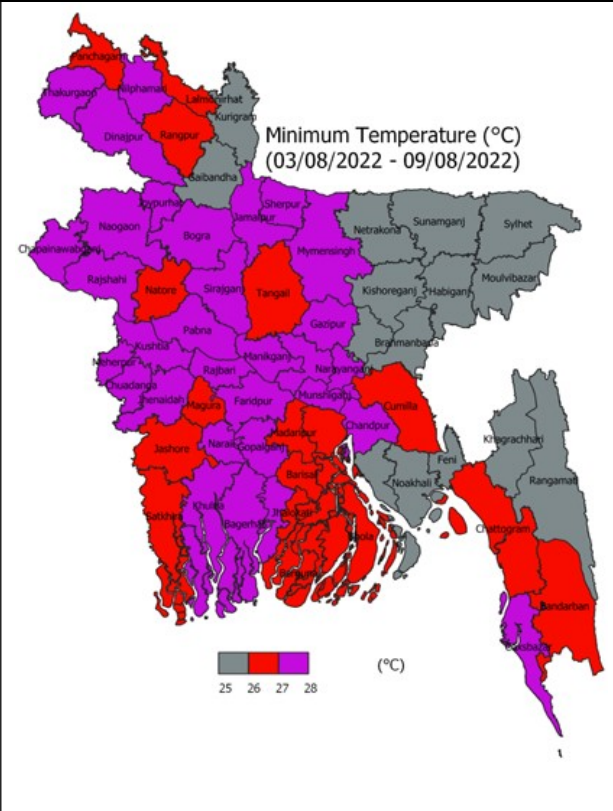 Panchagarh
Thakurgaon
Nilphamari
Lalmonirhat
Kurigram
Dinajpur
Rangpur
Minimum Temperature (°C)
(03/08/2022 - 09/08/2022)
Gaibandha
Joypurhat
Sherpur
Jamalpur
Naogaon
Bogra
Netrakona
Sunamganj
Sylhet
Chapainawabganj
Mymensingh
Rajshahi
Natore
Sirajganj
Tangail
Kishoreganj
Habiganj
Moulvibazar
Pabna
Gazipur
Kushtia
Brahmanbaria
Meherpur
Manikganj
Rajbari
Narayanganj
Chuadanga
Jhenaidah
Magura
Faridpur
Munshiganj
Cumilla
Chandpur
Madaripur
Khagrachhari
Jashore
Narail
Gopalganj
Feni
Barisal
Noakhali
Rangamati
Satkhira
Khulna
Bagerhat
Jhalokati
Bhola
Chattogram
Barguna
Bandarban
Coxsbazar
(°C)
25 26 27 28